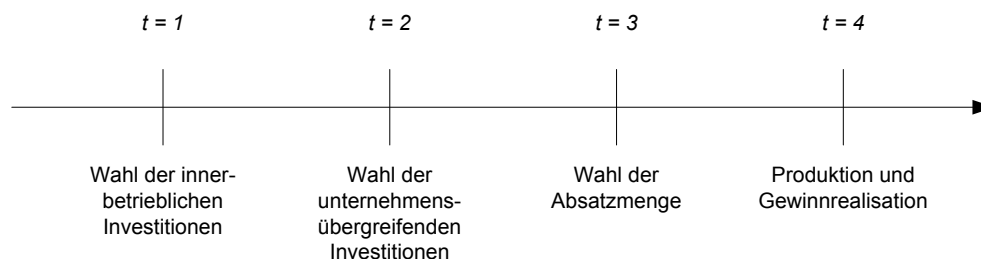 t = 1 t = 2 t = 3 t = 4
Wahl der inner- Wahl der Wahl der Produktion und
betrieblichen unternehmens- Absatzmenge Gewinnrealisation
Investitionen übergreifenden
Investitionen